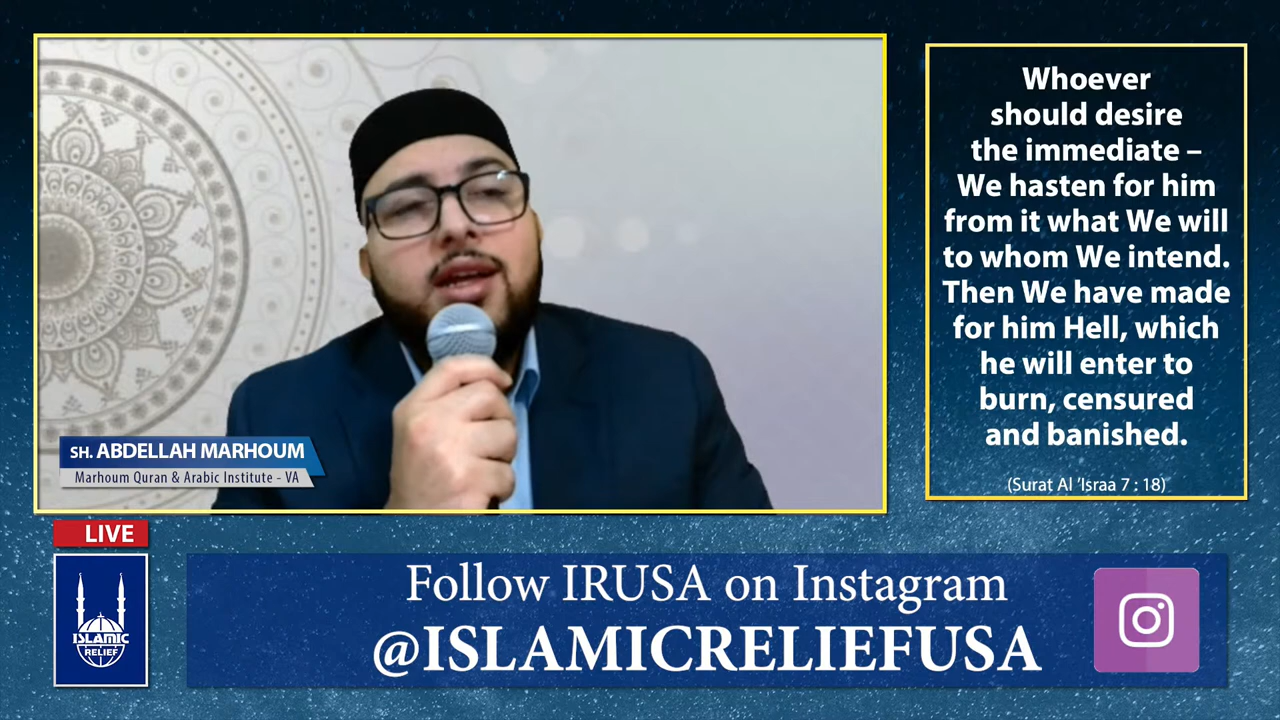 Whoever
should desire
the immediate –
We hasten for him
from it what We will
to whom We intend.
Then We have made
for him Hell, which
he will enter to
burn, censured
and banished.
(Surat Al ’Israa 7 : 18)
SH. ABDELLAH MARHOUM
Marhoum Quran & Arabic Institute - VA
LIVE
ISLAMIC
RELIEF
Follow IRUSA on Instagram
@ISLAMICRELIEFUSA